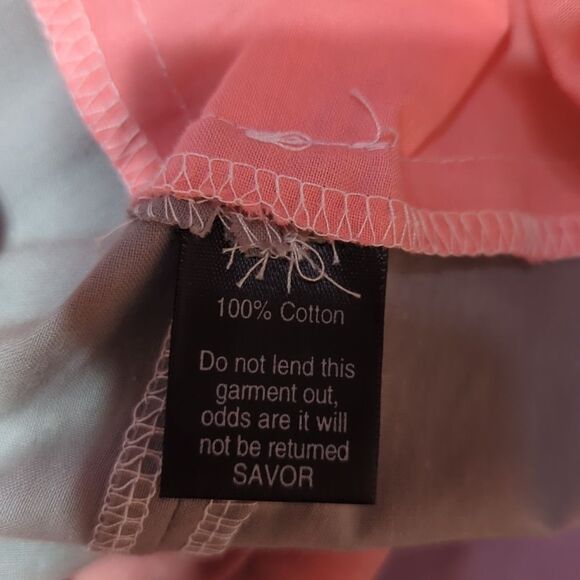 100% Cotton
Do not lend this
garment out,
odds are it will
not be returned
SAVOR